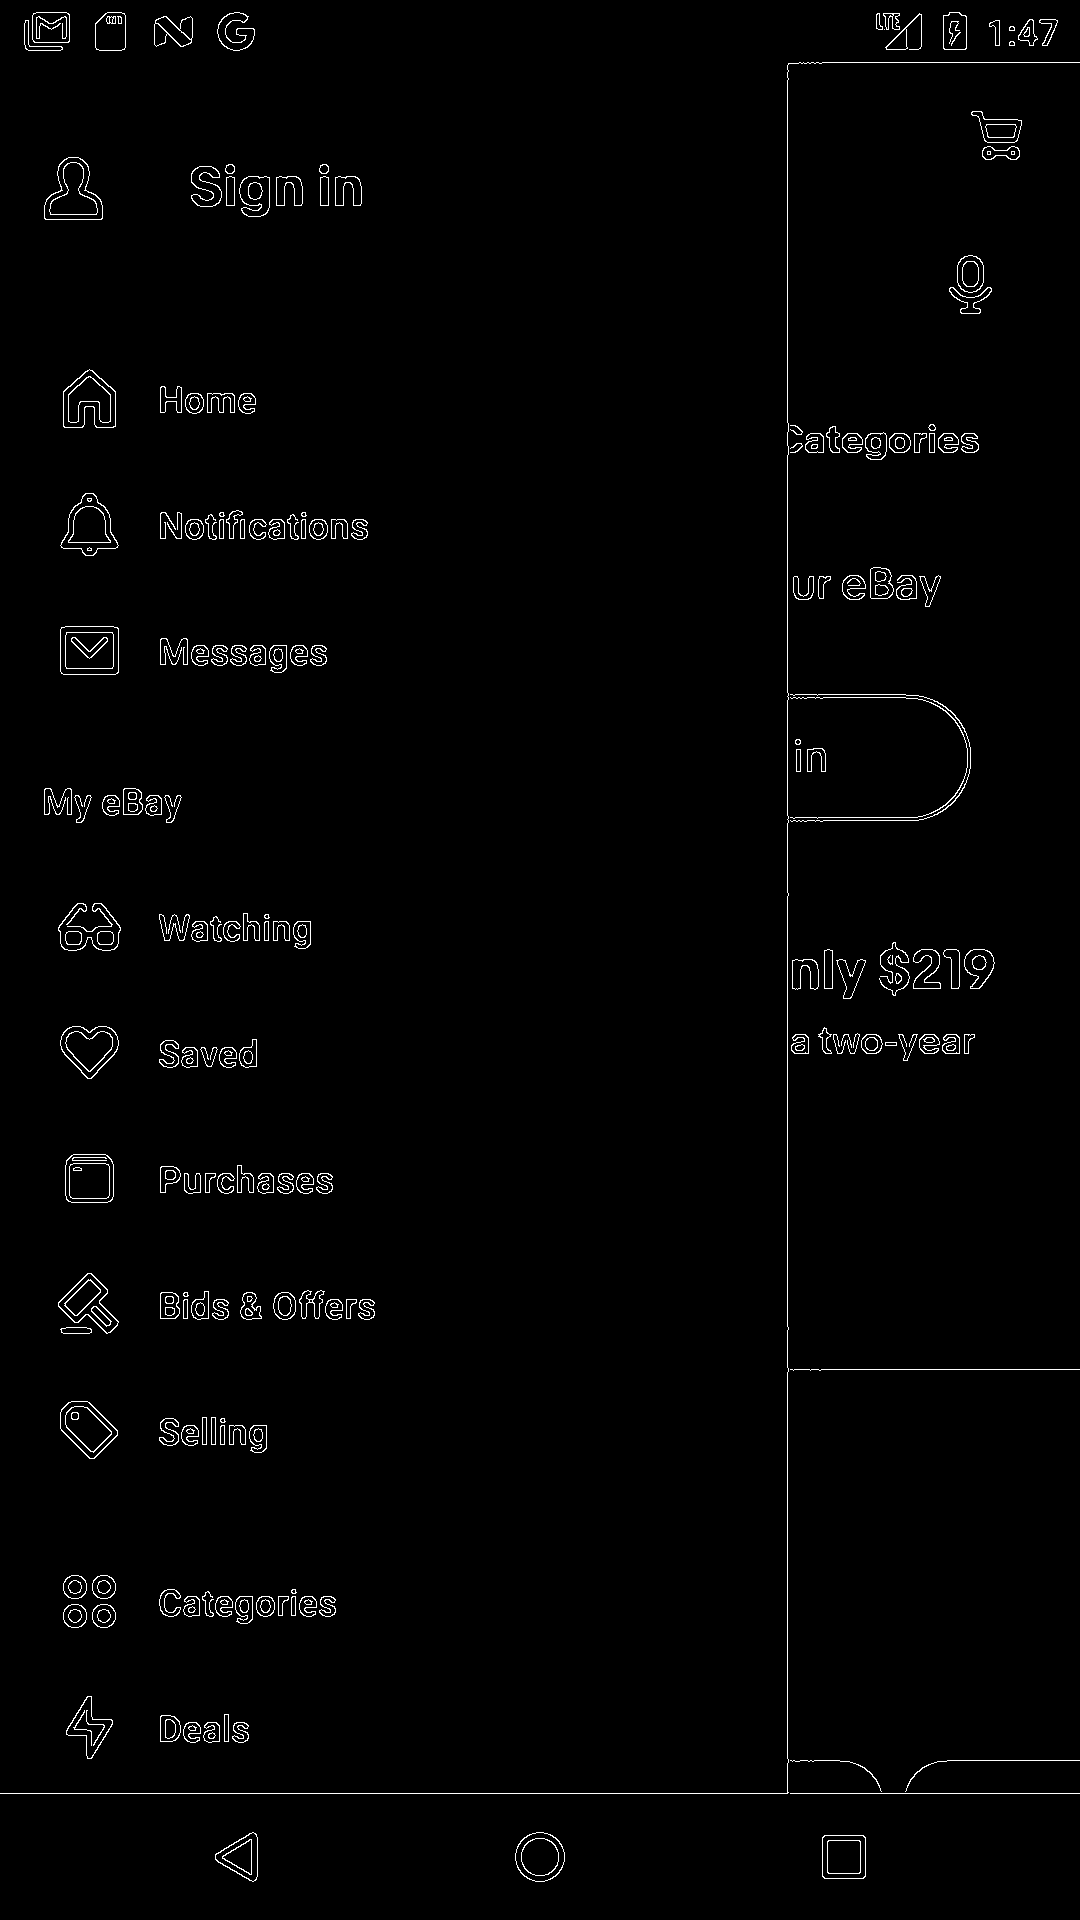 LTE 1:47
Sign in
Home
Notifications
Messages
My eBay
Watching
Saved
Purchases
Bids & Offers
Selling
Categories
Deals
Categories
ur eBay
in
nly $219
a two-year